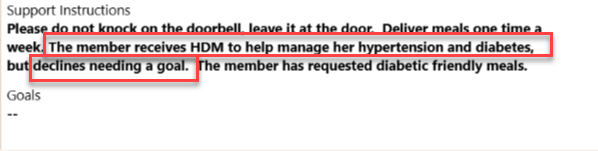 Support Instructions
Please do not knock on the doorbell, leave it at the door. Deliver meals one time a
week. The member receives HDM to help manage her hypertension and diabetes,
but declines needing a goal. The member has requested diabetic friendly meals.
Goals
--